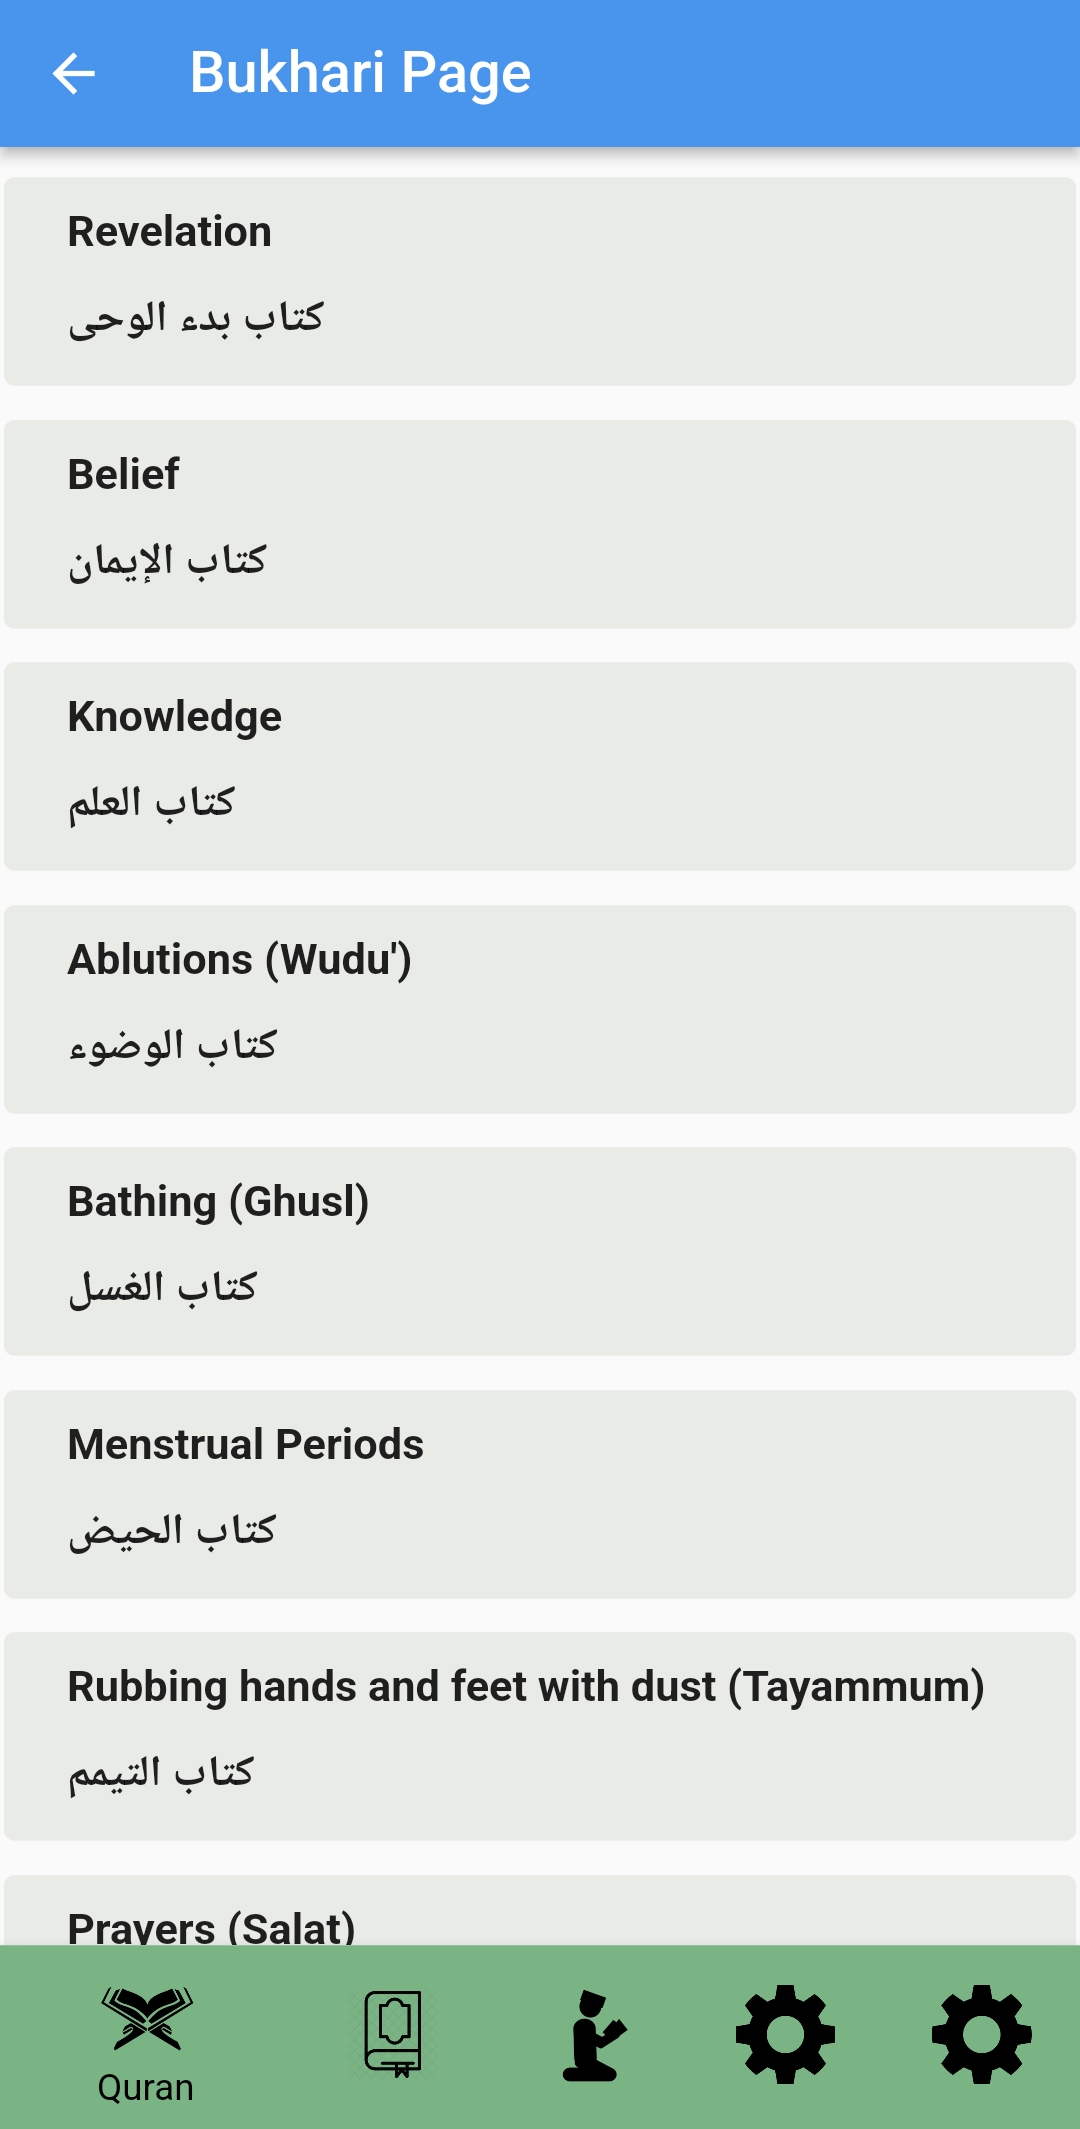 Bukhari Page
Revelation
كتاب بدء الوحى
Belief
كتاب الإيمان
Knowledge
كتاب العلم
Ablutions (Wudu')
كتاب الوضوء
Bathing (Ghusl)
كتاب الغسل
Menstrual Periods
كتاب الحيض
Rubbing hands and feet with dust (Tayammum)
كتاب التيمم
Prayers (Salat)
Quran